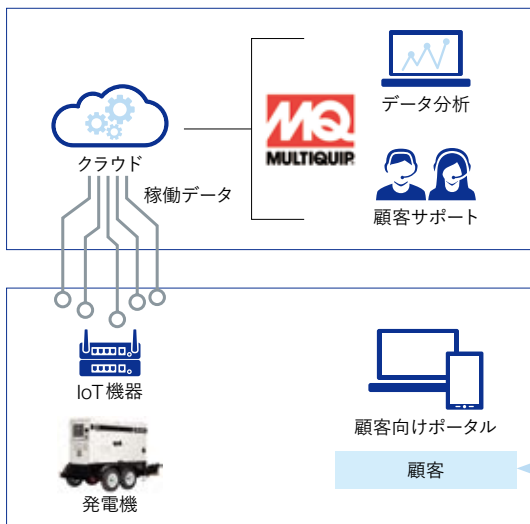 クラウド
稼働データ
MQ
MULTIQUIP
データ分析
顧客サポート
IoT機器
発電機
顧客向けポータル
顧客